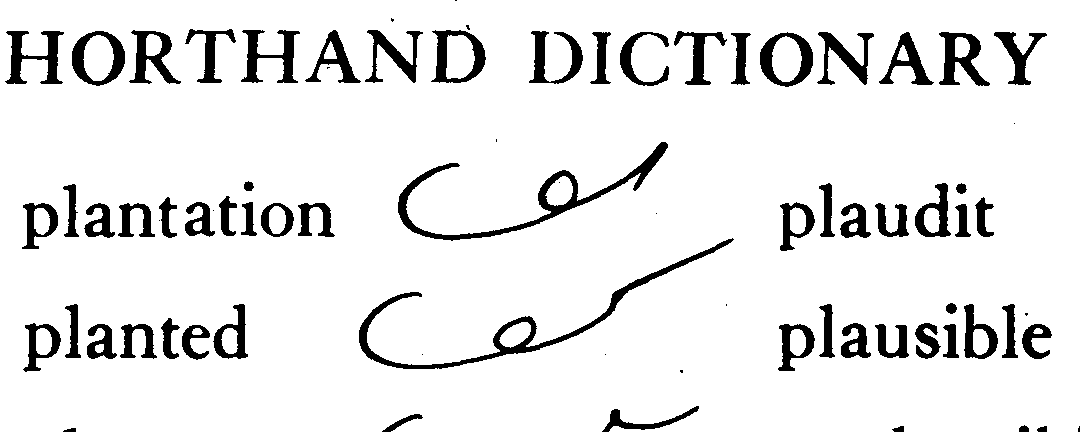 HORTHAND DICTIONARY
plantation plaudit
planted plausible